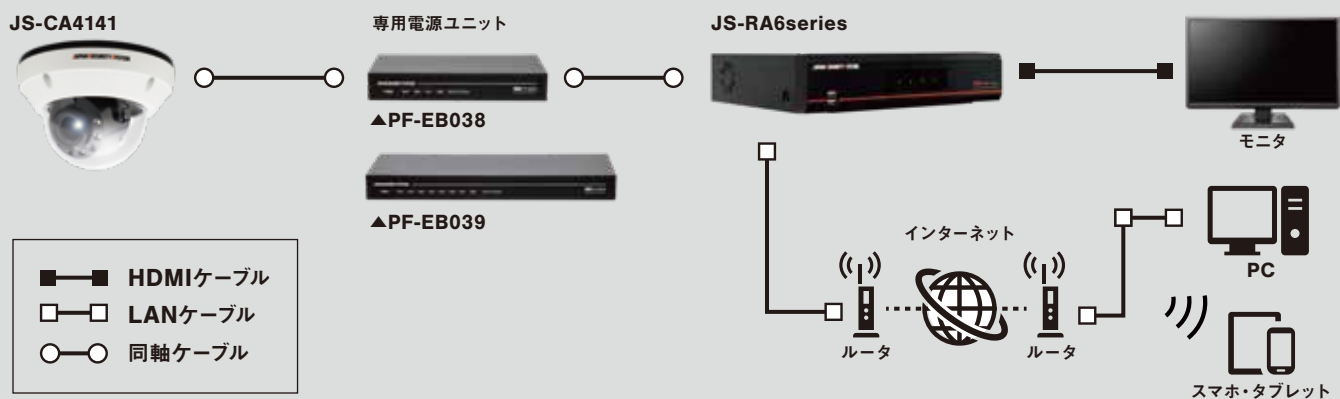 JS-CA4141
専用電源ユニット
JS-RA6series
▲PF-EB038
モニタ
▲PF-EB039
インターネット
PC
HDMIケーブル
LANケーブル
同軸ケーブル
ルータ
ルータ
スマホ・タブレット